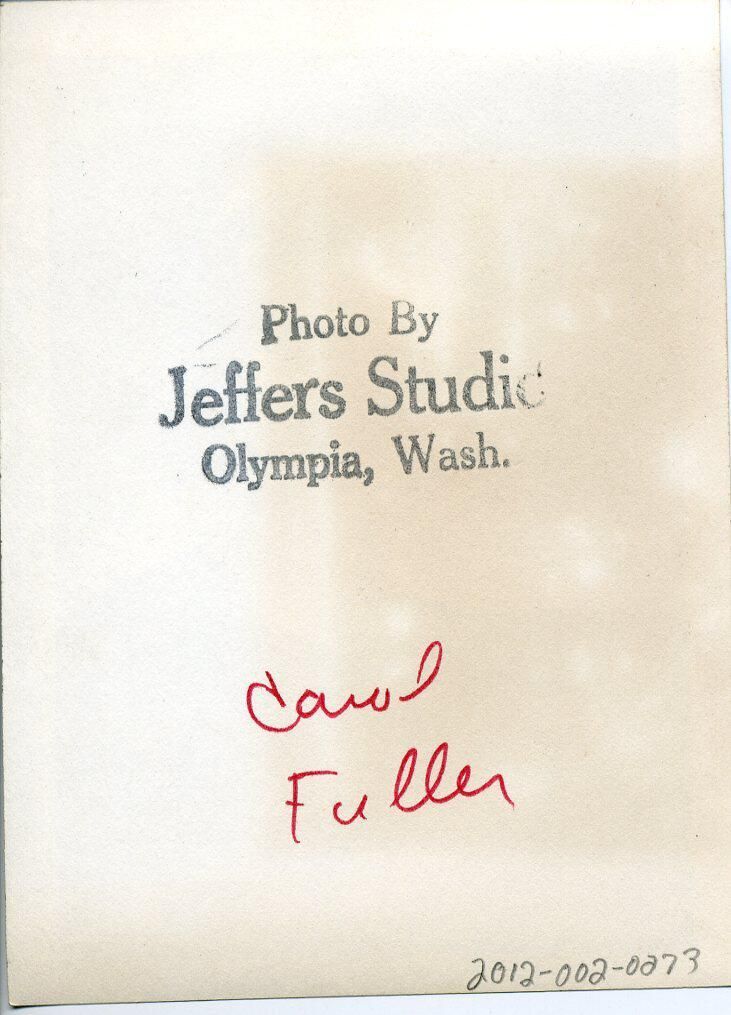 Photo By
Jeffers Studio
Olympia, Wash.
Carol
Fuller
2012-002-0273